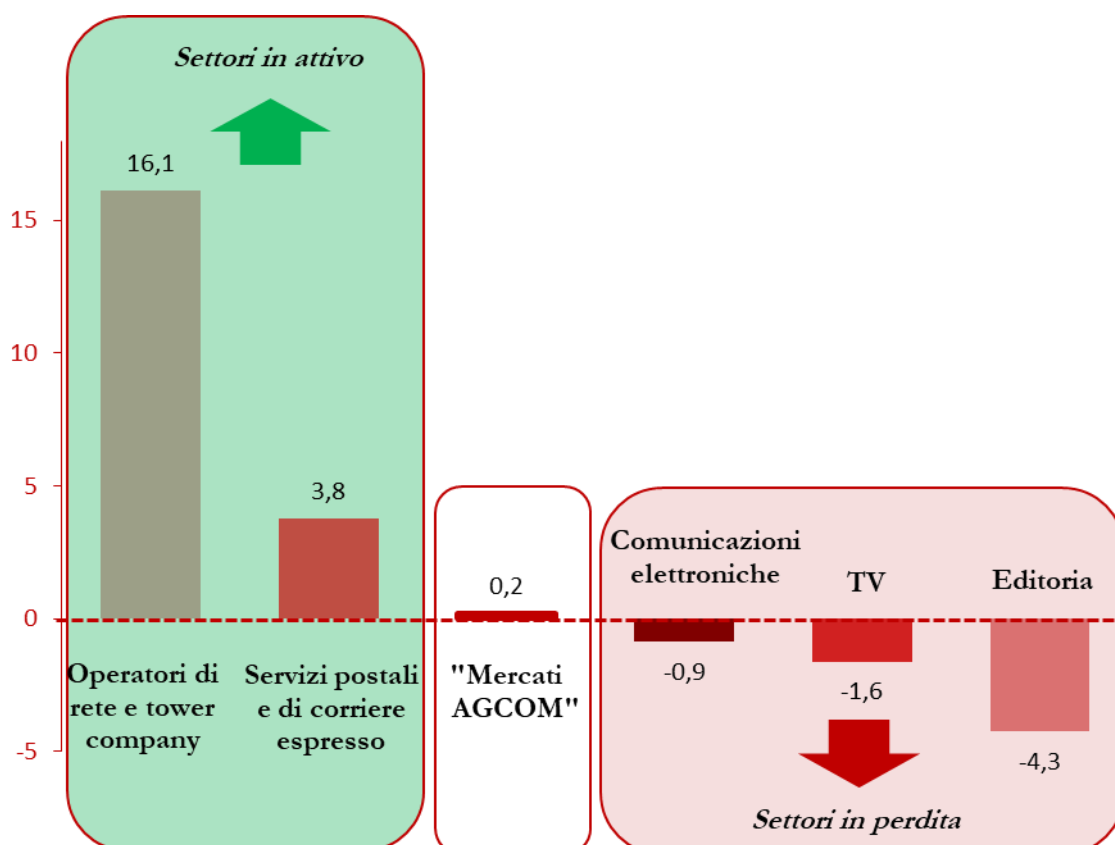 Settori in attivo
16,1
15
10
5
3,8
0,2
Comunicazioni
elettroniche
TV
Editoria
0
Operatori di
rete e tower
company
Servizi postali
e di corriere
espresso
"Mercati
AGCOM"
-0,9
-1,6
-4,3
-5
Settori in perdita